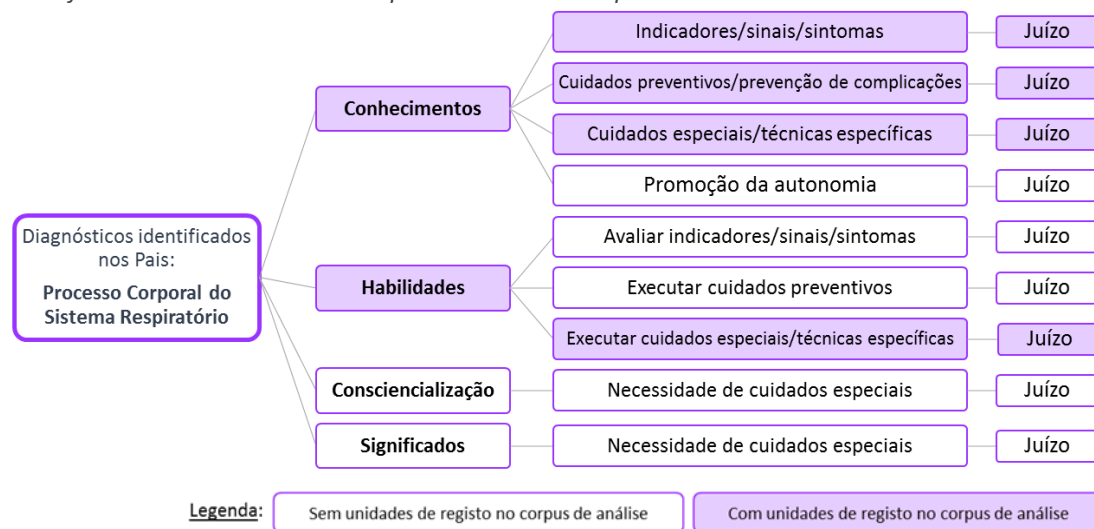 Indicadores/sinais/sintomas
Juízo
Cuidados preventivos/prevenção de complicações
Juízo
Conhecimentos
Cuidados especiais/técnicas específicas
Juízo
Promoção da autonomia
Juízo
Diagnósticos identificados
nos Pais:
Processo Corporal do
Sistema Respiratório
Avaliar indicadores/sinais/sintomas
Juízo
Habilidades
Executar cuidados preventivos
Juízo
Executar cuidados especiais/técnicas específicas
Juízo
Consciencialização
Necessidade de cuidados especiais
Juízo
Significados
Necessidade de cuidados especiais
Juízo
Legenda:
Sem unidades de registo no corpus de análise
Com unidades de registo no corpus de análise